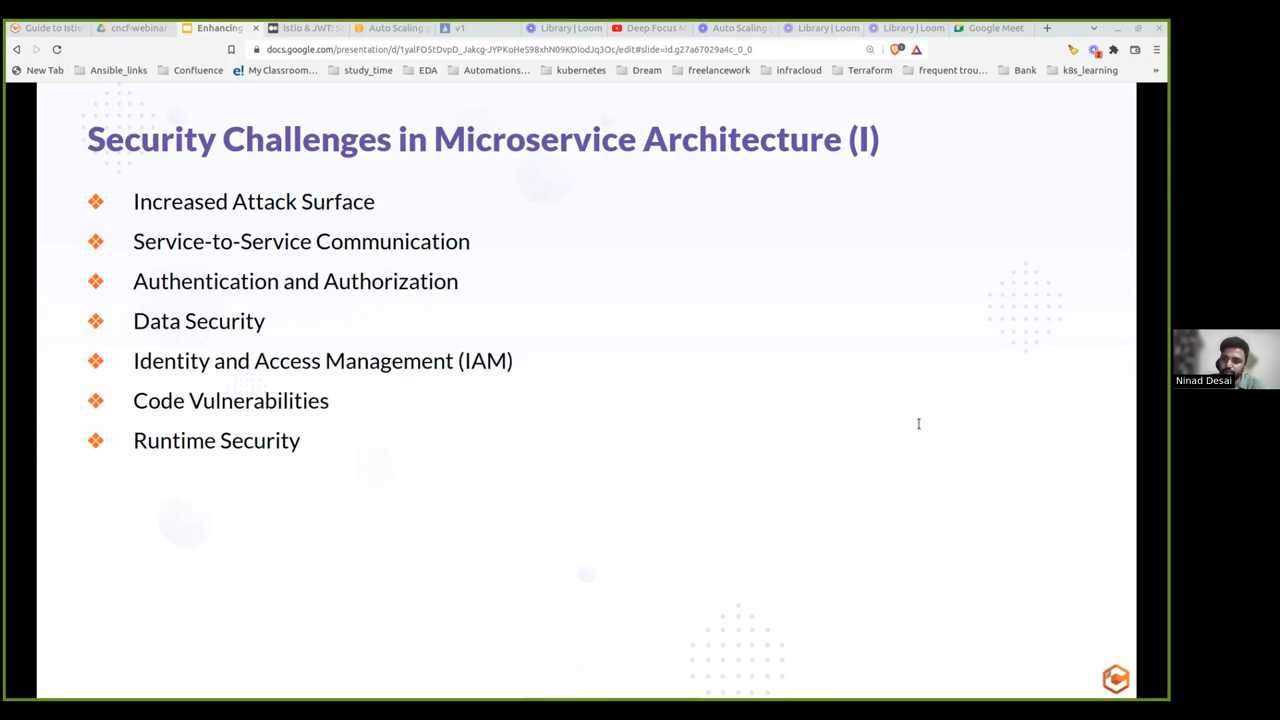 Guide to Istio
cncf-webinar
Enhancing
Istio & JWT: S
Auto Scaling
v1
Library | Loom
Deep Focus M
Auto Scaling
Library | Loom
Library | Loom
Google Meet
docs.google.com/presentation/d/1yalFOStDvpD_Jakcg-JYPKoHeS98xhN09KOIodJq3Oc/edit#slide=id.g27a67029a4c_0_0
New Tab
Ansible_links
Confluence
e! My Classroom...
study_time
EDA
Automations...
kubernetes
Dream
freelancework
infracloud
Terraform
frequent trou...
Bank
k8s_learning
»
Security Challenges in Microservice Architecture (I)
Increased Attack Surface
Service-to-Service Communication
Authentication and Authorization
Data Security
Identity and Access Management (IAM)
Code Vulnerabilities
Runtime Security
Ninad Desai